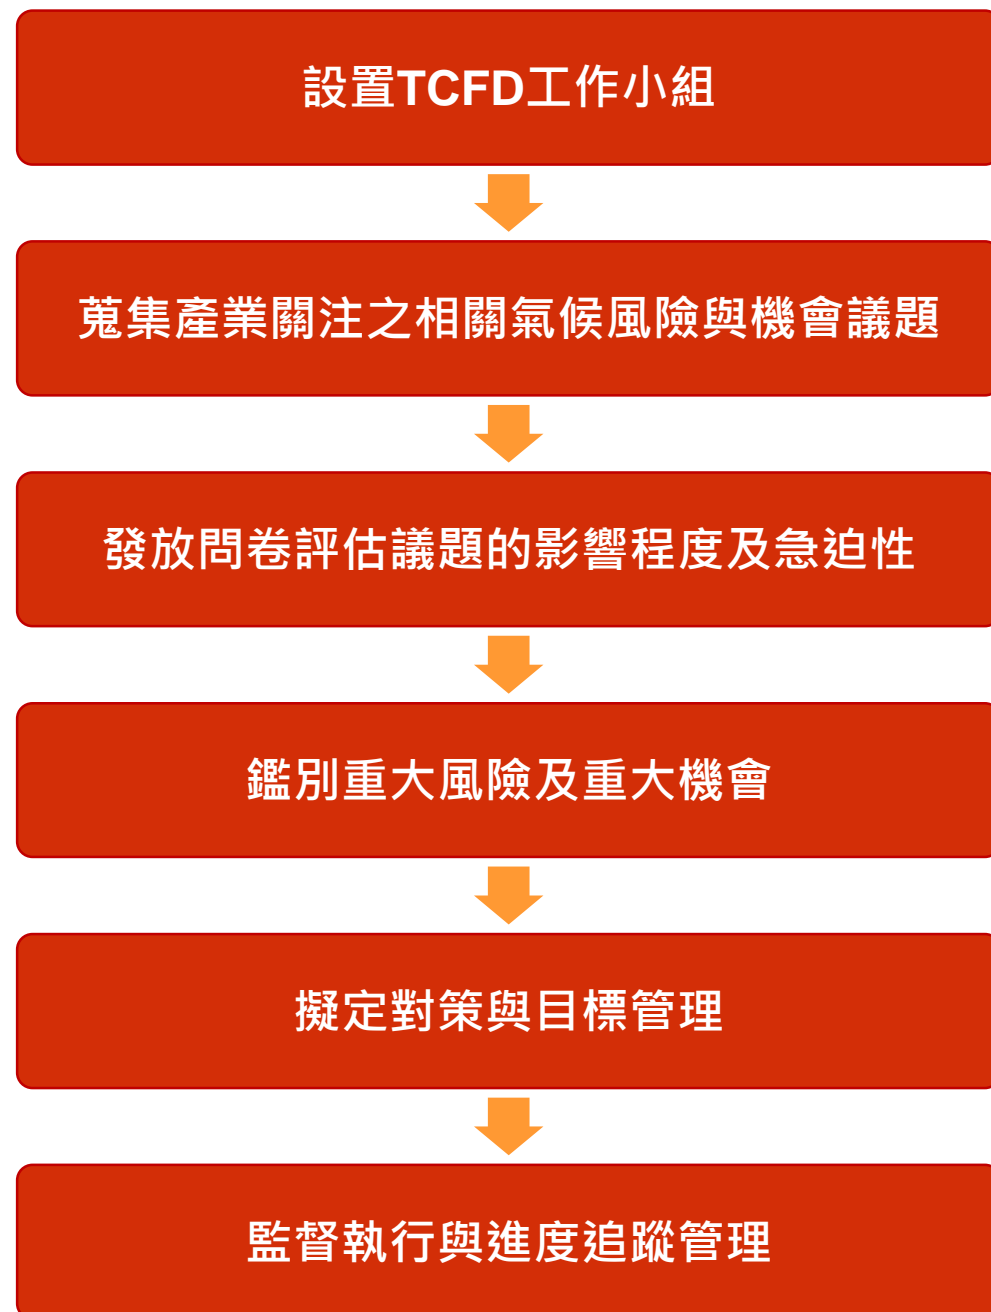 設置TCFD工作小組
蒐集產業關注之相關氣候風險與機會議題
發放問卷評估議題的影響程度及急迫性
鑑別重大風險及重大機會
擬定對策與目標管理
監督執行與進度追蹤管理